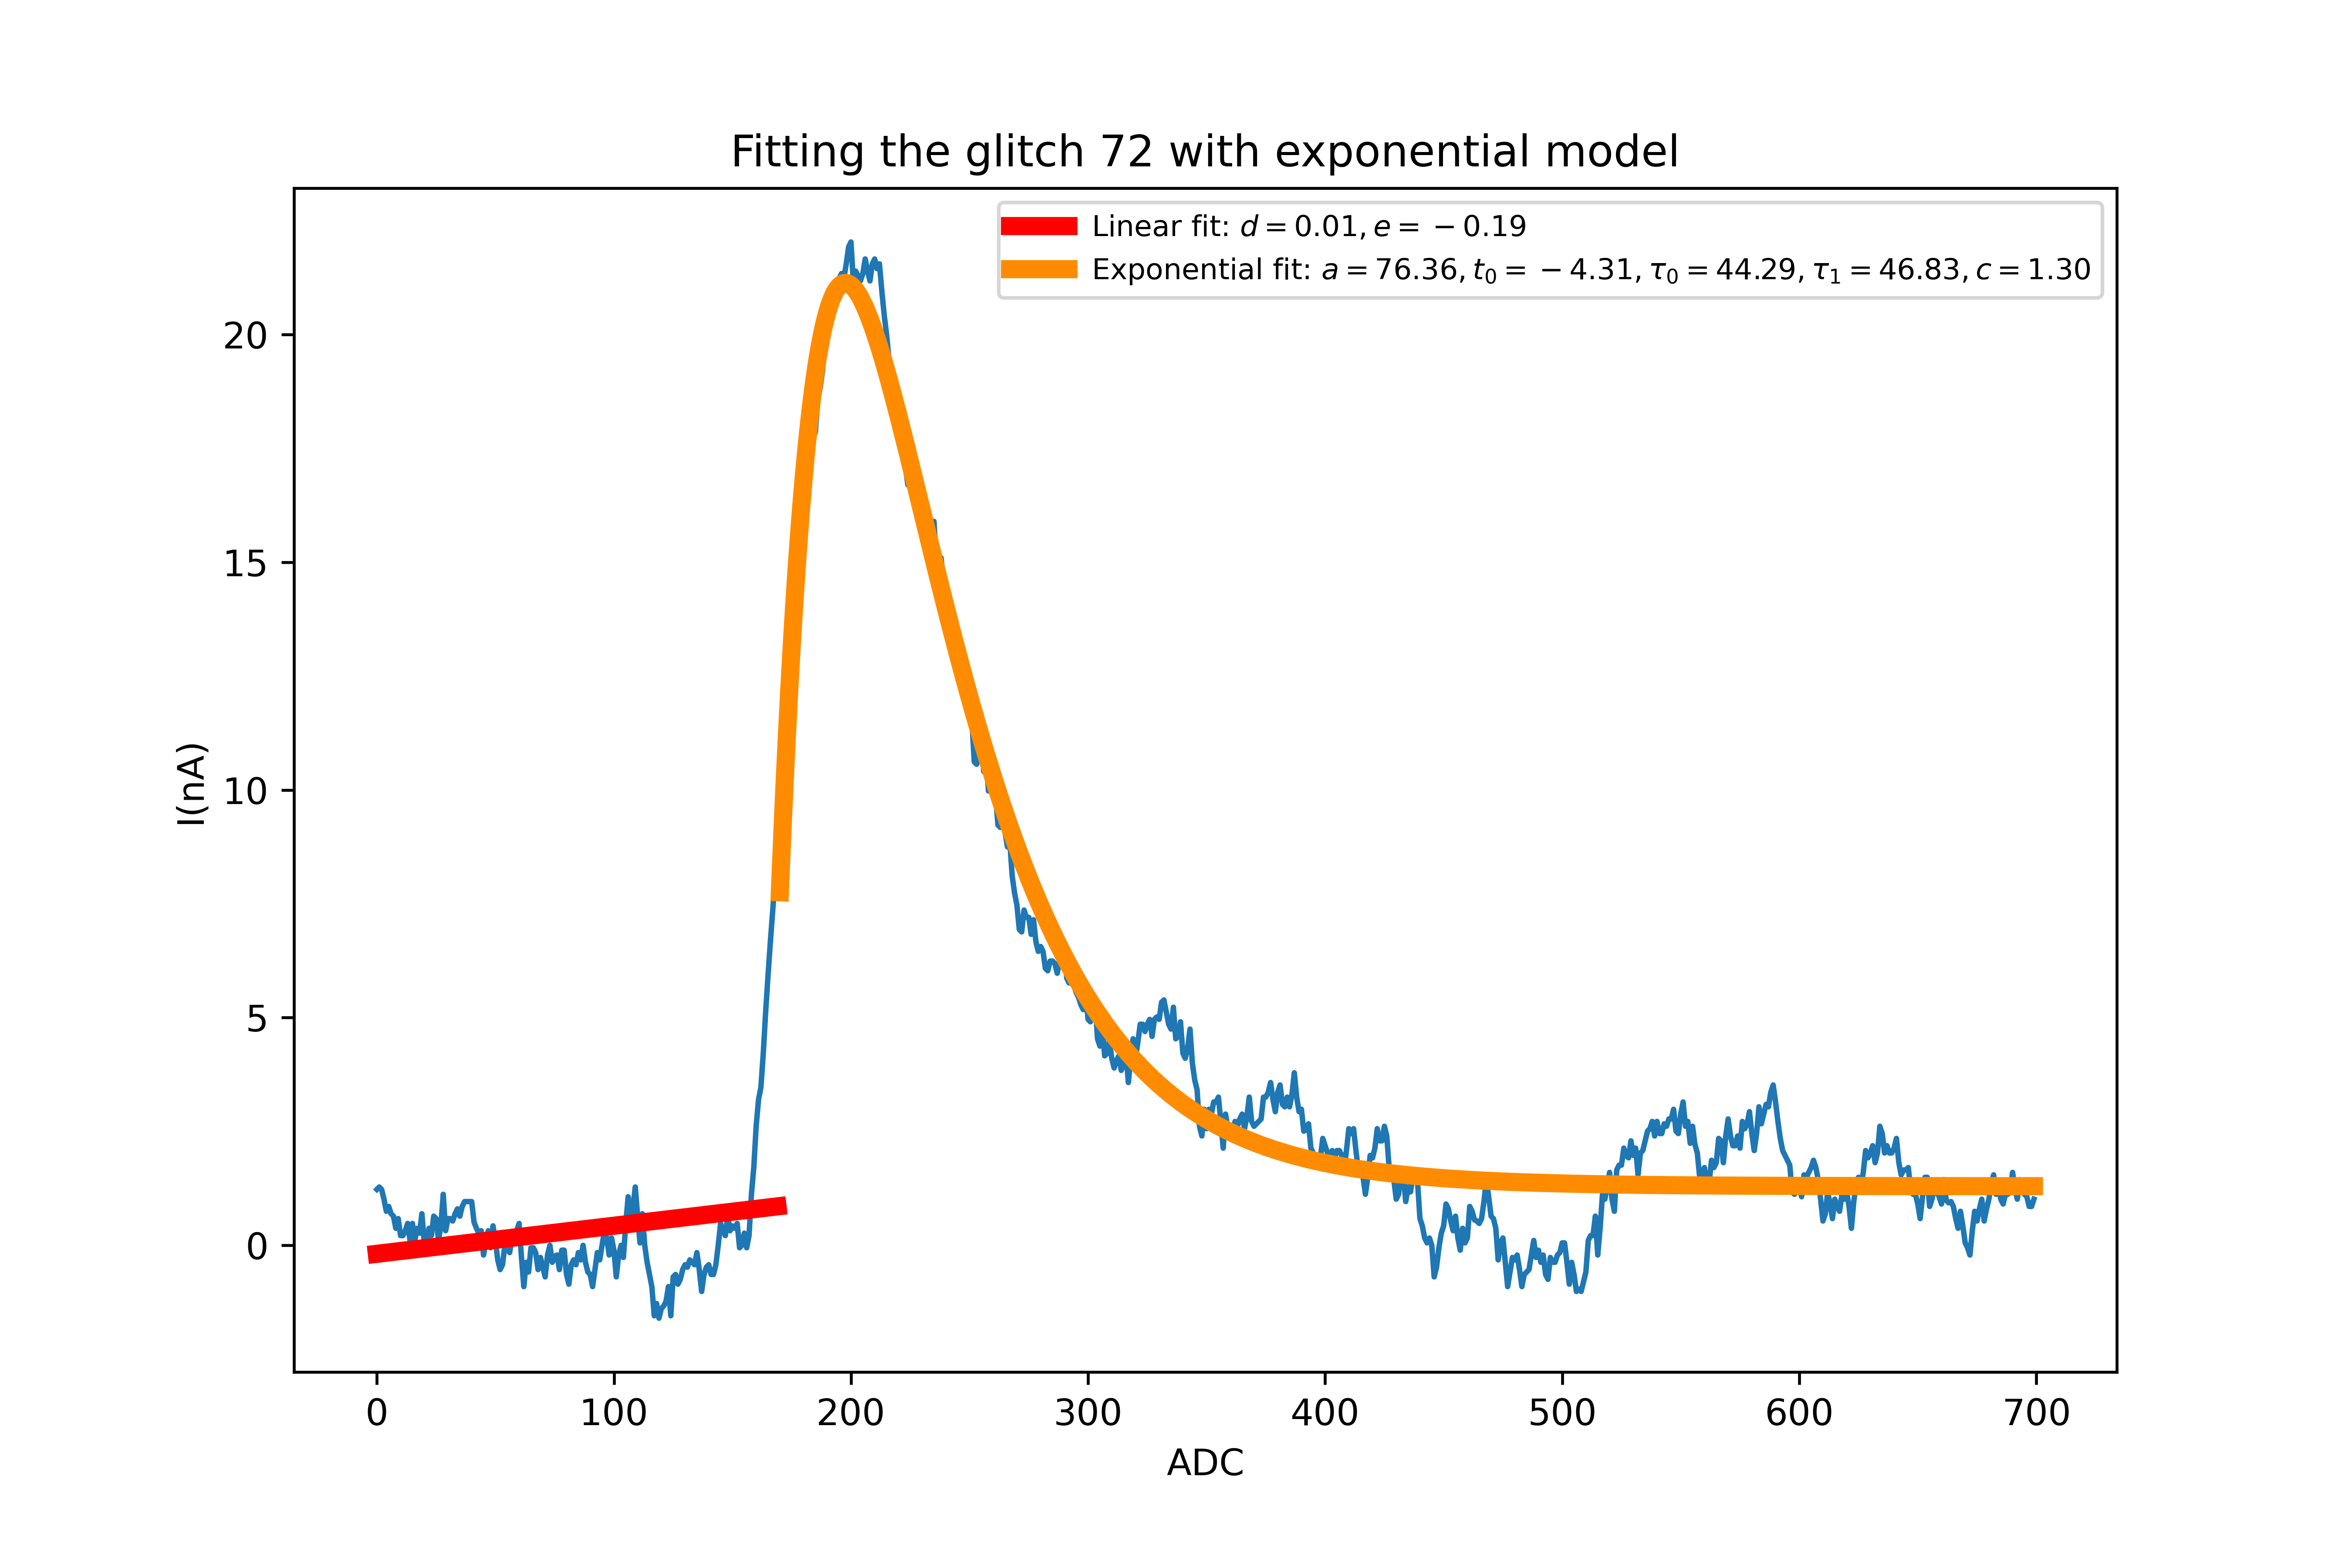 Fitting the glitch 72 with exponential model
Linear fit: d = 0.01, e = −0.19
Exponential fit: a = 76.36, t₀ = −4.31, τ₀ = 44.29, τ₁ = 46.83, c = 1.30
20
15
10
5
0
I(nA)
0 100 200 300 400 500 600 700
ADC